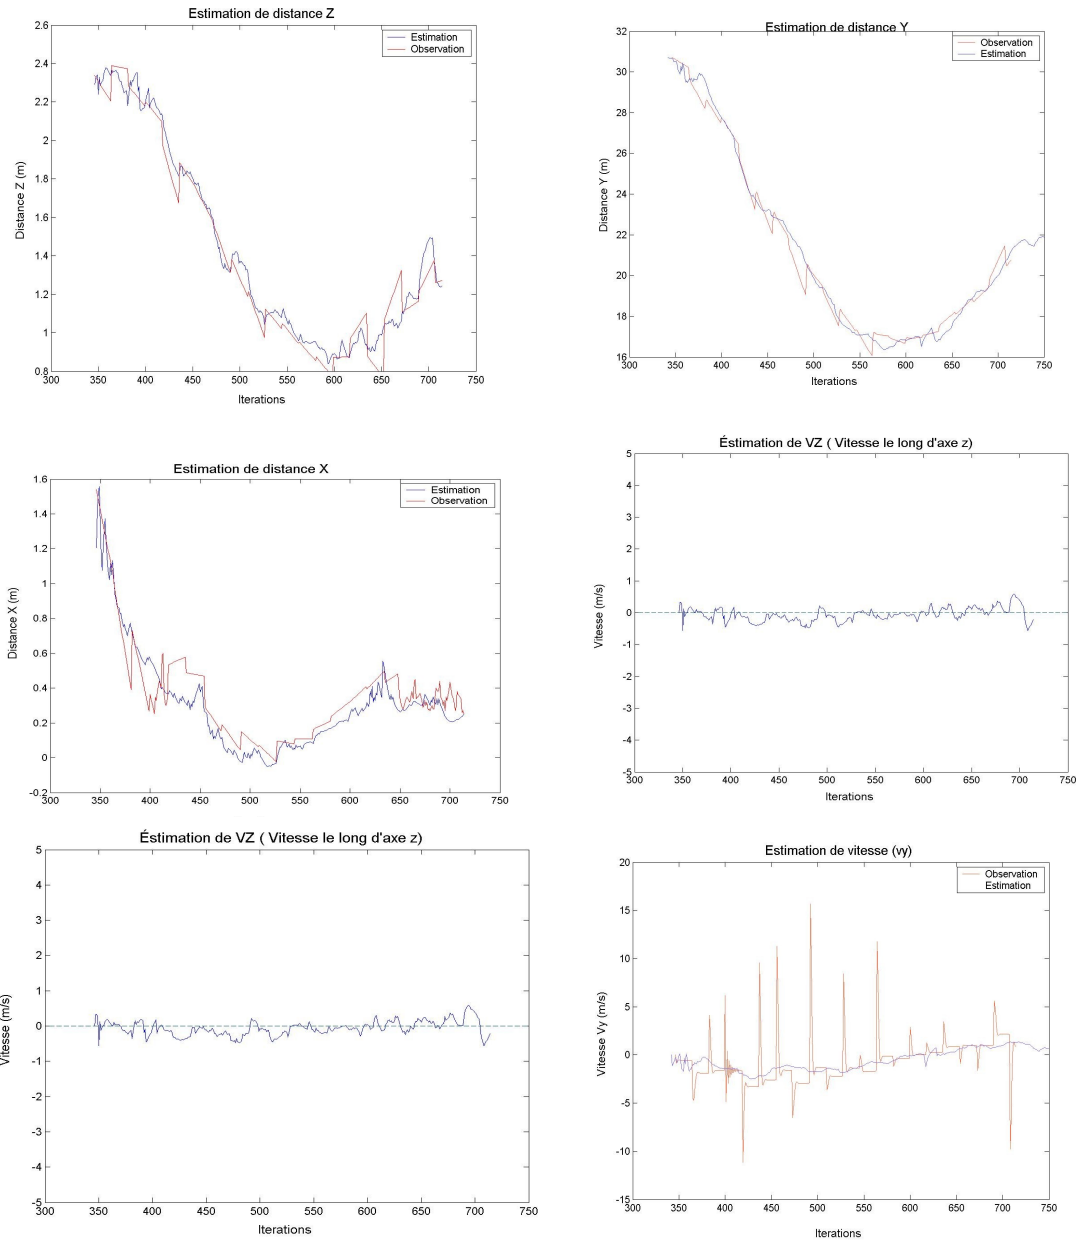 Estimation de distance Z
2.6
2.4
2.2
2
1.8
1.6
1.4
1.2
1
0.8
Distance Z (m)
Estimation
Observation
300 350 400 450 500 550 600 650 700 750
Iterations
Estimation de distance Y
32
30
28
26
24
22
20
18
16
Distance Y (m)
Observation
Estimation
300 350 400 450 500 550 600 650 700 750
Iterations
Estimation de distance X
1.6
1.4
1.2
1
0.8
0.6
0.4
0.2
0
-0.2
Distance X (m)
Estimation
Observation
300 350 400 450 500 550 600 650 700 750
Iterations
Éstimation de VZ ( Vitesse le long d'axe z)
5
4
3
2
1
0
-1
-2
-3
-4
-5
Vitesse (m/s)
300 350 400 450 500 550 600 650 700 750
Iterations
Éstimation de VZ ( Vitesse le long d'axe z)
5
4
3
2
1
0
-1
-2
-3
-4
-5
Vitesse (m/s)
300 350 400 450 500 550 600 650 700 750
Iterations
Estimation de vitesse (vy)
20
15
10
5
0
-5
-10
-15
Vitesse Vy (m/s)
Observation
Estimation
300 350 400 450 500 550 600 650 700 750
Iterations